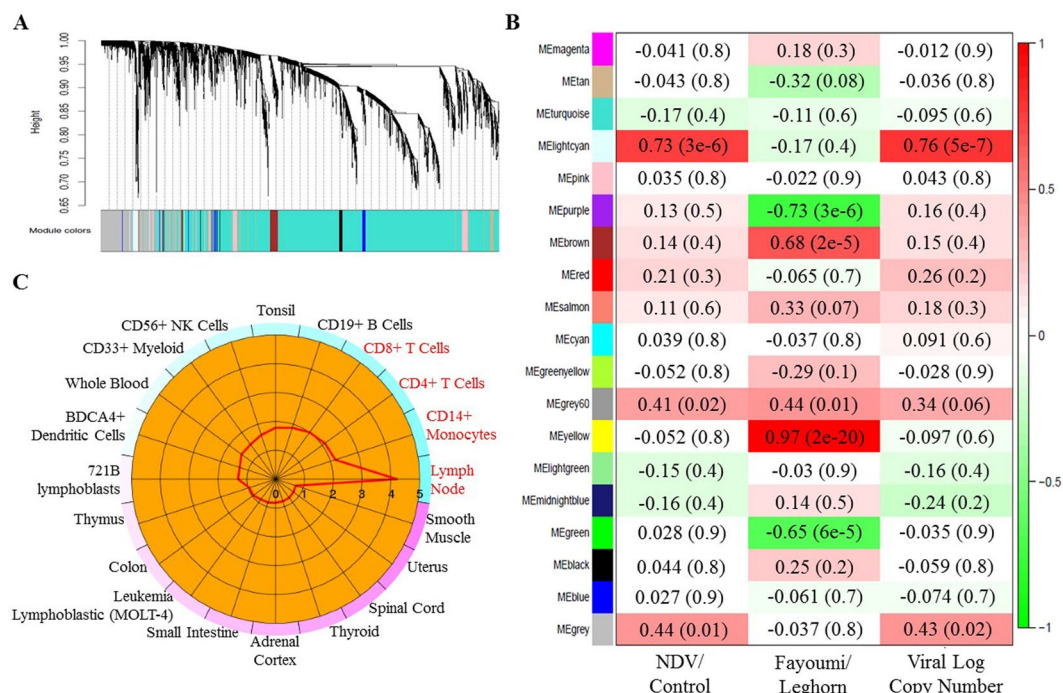 A
Height
1.00
0.95
0.90
0.85
0.80
0.75
0.70
0.65
Module colors
B
MEmagenta -0.041 (0.8) 0.18 (0.3) -0.012 (0.9)
MEtan -0.043 (0.8) -0.32 (0.08) -0.036 (0.8)
MEturquoise -0.17 (0.4) -0.11 (0.6) -0.095 (0.6)
MElightcyan 0.73 (3e-6) -0.17 (0.4) 0.76 (5e-7)
MEpink 0.035 (0.8) -0.022 (0.9) 0.043 (0.8)
MEpurple 0.13 (0.5) -0.73 (3e-6) 0.16 (0.4)
MEbrown 0.14 (0.4) 0.68 (2e-5) 0.15 (0.4)
MEred 0.21 (0.3) -0.065 (0.7) 0.26 (0.2)
MEsalmon 0.11 (0.6) 0.33 (0.07) 0.18 (0.3)
MEcyan 0.039 (0.8) -0.037 (0.8) 0.091 (0.6)
MEgreenyellow -0.052 (0.8) -0.29 (0.1) -0.028 (0.9)
MEgrey60 0.41 (0.02) 0.44 (0.01) 0.34 (0.06)
MEyellow -0.052 (0.8) 0.97 (2e-20) -0.097 (0.6)
MElightgreen -0.15 (0.4) -0.03 (0.9) -0.16 (0.4)
MEmidnightblue -0.16 (0.4) 0.14 (0.5) -0.24 (0.2)
MEgreen 0.028 (0.9) -0.65 (6e-5) -0.035 (0.9)
MEblack 0.044 (0.8) 0.25 (0.2) -0.059 (0.8)
MEblue 0.027 (0.9) -0.061 (0.7) -0.074 (0.7)
MEgrey 0.44 (0.01) -0.037 (0.8) 0.43 (0.02)
NDV/ Fayoumi/ Viral Log
Control Leghorn Copy Number
1
0.5
0
-0.5
-1
C
Tonsil
CD19+ B Cells
CD8+ T Cells
CD4+ T Cells
CD14+
Monocytes
Lymph
Node
Smooth
Muscle
Uterus
Spinal Cord
Thyroid
Adrenal
Cortex
Small Intestine
Leukemia
Lymphoblastic (MOLT-4)
Colon
Thymus
721B
lymphoblasts
BDCA4+
Dendritic Cells
Whole Blood
CD33+ Myeloid
CD56+ NK Cells
0 1 2 3 4 5